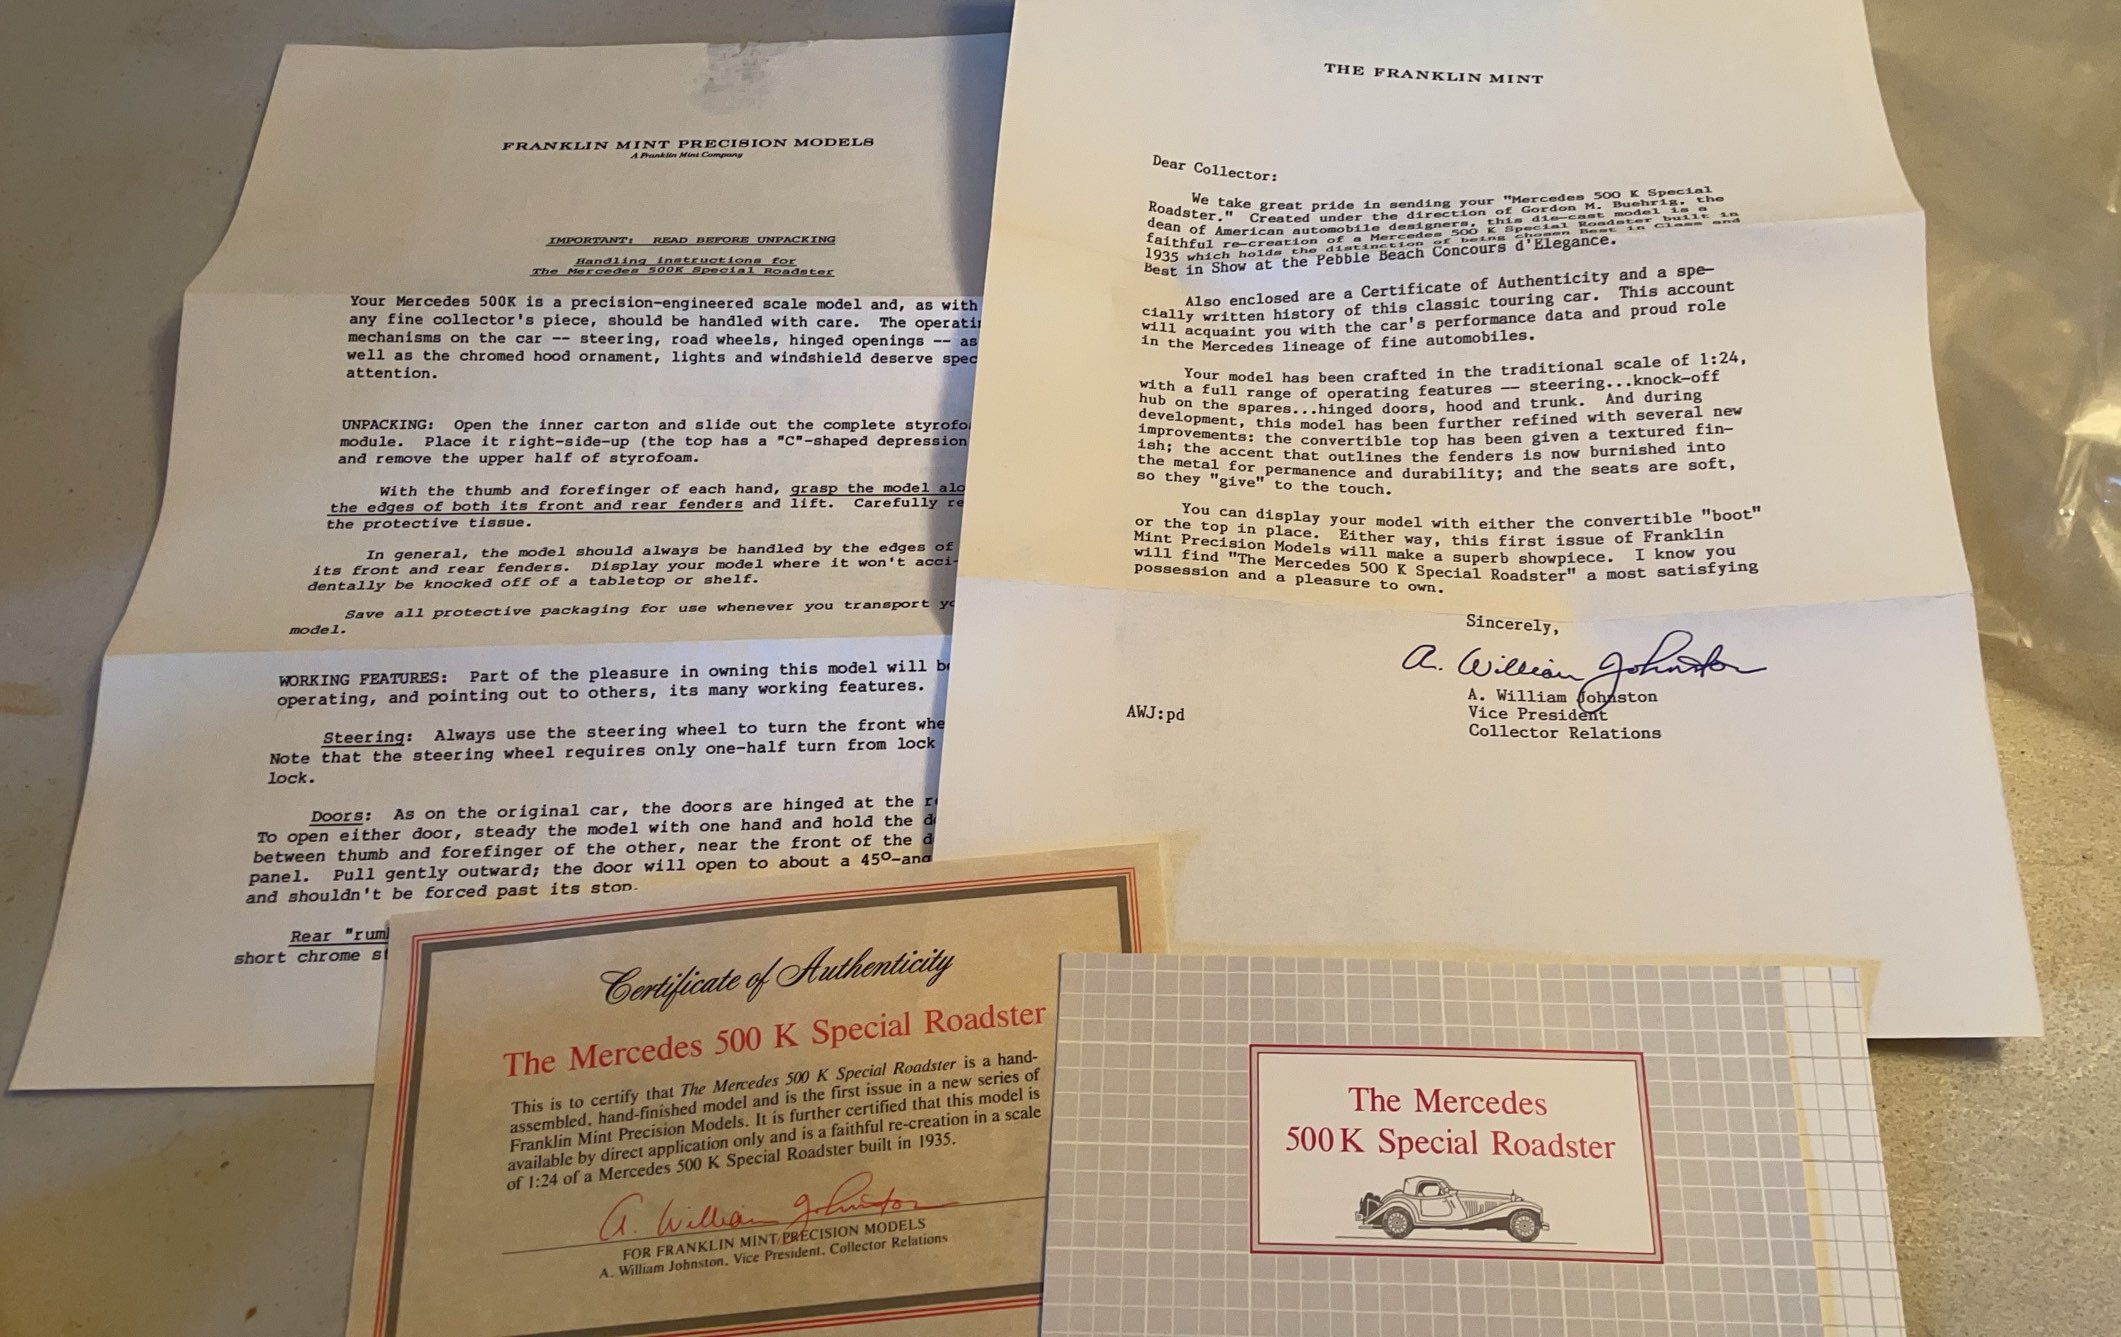 FRANKLIN MINT PRECISION MODELS
A Franklin Mint Company
IMPORTANT: READ BEFORE UNPACKING
Handling instructions for
The Mercedes 500K Special Roadster
Your Mercedes 500K is a precision-engineered scale model and, as with
any fine collector's piece, should be handled with care. The operatin
mechanisms on the car -- steering, road wheels, hinged openings -- as
well as the chromed hood ornament, lights and windshield deserve spec
attention.
UNPACKING: Open the inner carton and slide out the complete styrofo
module. Place it right-side-up (the top has a "C"-shaped depression
and remove the upper half of styrofoam.
With the thumb and forefinger of each hand, grasp the model alo
the edges of both its front and rear fenders and lift. Carefully re
the protective tissue.
In general, the model should always be handled by the edges of
its front and rear fenders. Display your model where it won't acci-
dentally be knocked off of a tabletop or shelf.
Save all protective packaging for use whenever you transport yo
model.
WORKING FEATURES: Part of the pleasure in owning this model will be
operating, and pointing out to others, its many working features.
Steering: Always use the steering wheel to turn the front whe
Note that the steering wheel requires only one-half turn from lock
lock.
Doors: As on the original car, the doors are hinged at the re
To open either door, steady the model with one hand and hold the d
between thumb and forefinger of the other, near the front of the d
panel. Pull gently outward; the door will open to about a 45°-ang
and shouldn't be forced past its stop.
Rear "rum
short chrome s
THE FRANKLIN MINT
Dear Collector:
We take great pride in sending your "Mercedes 500 K Special
Roadster." Created under the direction of Gordon M. Buehrig, the
dean of American automobile designers, this die-cast model is a
faithful re-creation of a Mercedes 500 K Special Roadster built in
1935 which holds the distinction of being chosen Best in Class and
Best in Show at the Pebble Beach Concours d'Elegance.
Also enclosed are a Certificate of Authenticity and a spe-
cially written history of this classic touring car. This account
will acquaint you with the car's performance data and proud role
in the Mercedes lineage of fine automobiles.
Your model has been crafted in the traditional scale of 1:24,
with a full range of operating features -- steering...knock-off
hub on the spares...hinged doors, hood and trunk. And during
development, this model has been further refined with several new
improvements: the convertible top has been given a textured fin-
ish; the accent that outlines the fenders is now burnished into
the metal for permanence and durability; and the seats are soft,
so they "give" to the touch.
You can display your model with either the convertible "boot"
or the top in place. Either way, this first issue of Franklin
Mint Precision Models will make a superb showpiece. I know you
will find "The Mercedes 500 K Special Roadster" a most satisfying
possession and a pleasure to own.
Sincerely,
A. William Johnston
A. William Johnston
Vice President
Collector Relations
AWJ:pd
Certificate of Authenticity
The Mercedes 500 K Special Roadster
This is to certify that The Mercedes 500 K Special Roadster is a hand-
assembled, hand-finished model and is the first issue in a new series of
Franklin Mint Precision Models. It is further certified that this model is
available by direct application only and is a faithful re-creation in a scale
of 1:24 of a Mercedes 500 K Special Roadster built in 1935.
A. William Johnston
FOR FRANKLIN MINT PRECISION MODELS
A. William Johnston, Vice President, Collector Relations
The Mercedes
500 K Special Roadster